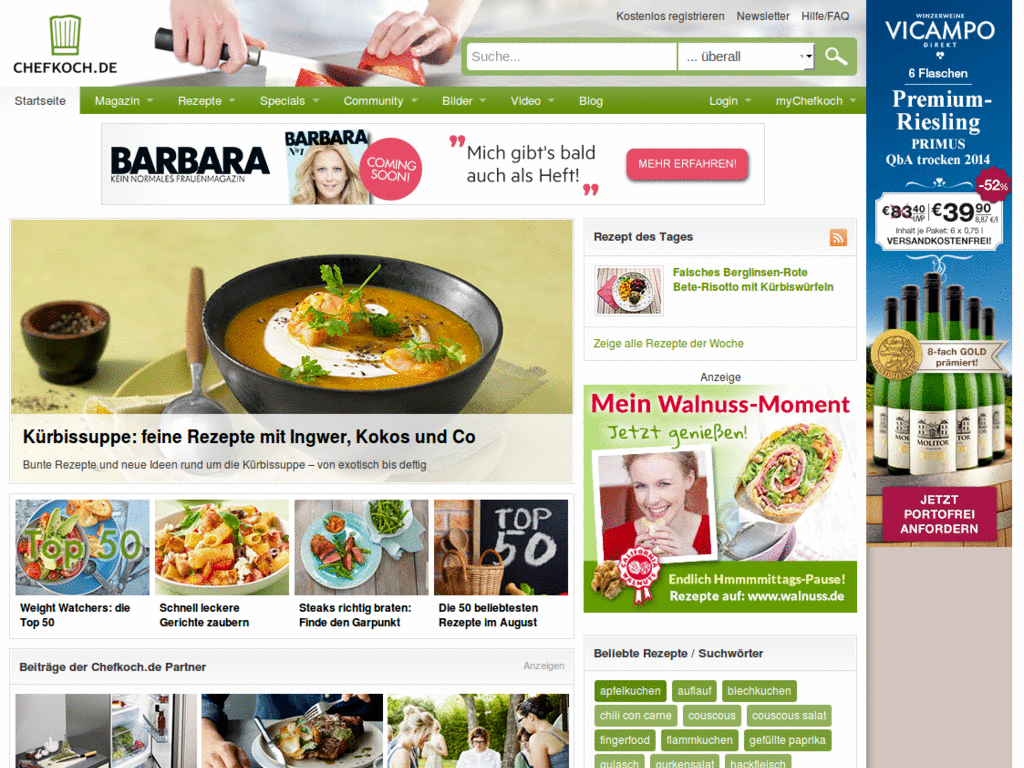 Kostenlos registrieren Newsletter Hilfe/FAQ
CHEFKOCH.DE
Suche... ... überall
Startseite Magazin Rezepte Specials Community Bilder Video Blog Login myChefkoch
BARBARA
KEIN NORMALES FRAUENMAGAZIN
BARBARA
N°1
COMING
SOON!
"Mich gibt's bald
auch als Heft!"
MEHR ERFAHREN!
Kürbissuppe: feine Rezepte mit Ingwer, Kokos und Co
Bunte Rezepte und neue Ideen rund um die Kürbissuppe – von exotisch bis deftig
Top 50
TOP
50
Weight Watchers: die
Top 50
Schnell leckere
Gerichte zaubern
Steaks richtig braten:
Finde den Garpunkt
Die 50 beliebtesten
Rezepte im August
Beiträge der Chefkoch.de Partner
Anzeigen
Rezept des Tages
Falsches Berglinsen-Rote
Bete-Risotto mit Kürbiswürfeln
Zeige alle Rezepte der Woche
Anzeige
Mein Walnuss-Moment
Jetzt genießen!
CALIFORNIA
WALNUTS
Endlich Hmmmmittags-Pause!
Rezepte auf: www.walnuss.de
Beliebte Rezepte / Suchwörter
apfelkuchen auflauf blechkuchen
chili con carne couscous couscous salat
fingerfood flammkuchen gefüllte paprika
gulasch gurkensalat hackfleisch
WINZERWEINE
VICAMPO
DIREKT
6 Flaschen
Premium-
Riesling
PRIMUS
QbA trocken 2014
-52%
€8340 UVP €3990
8,87 €/l
Inhalt je Paket: 6 x 0,75 l
VERSANDKOSTENFREI!
8-fach GOLD
prämiert!
MOLITOR
JETZT
PORTOFREI
ANFORDERN